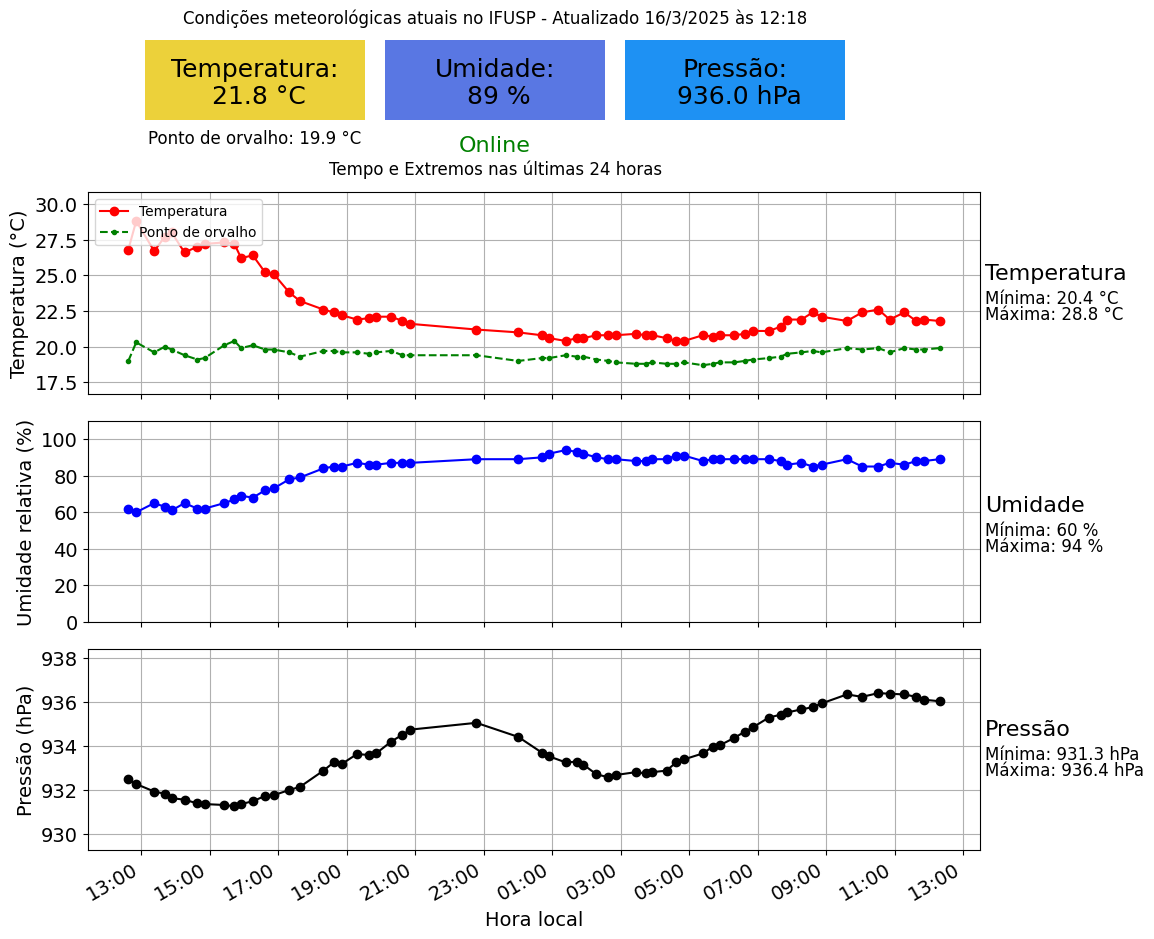 Condições meteorológicas atuais no IFUSP - Atualizado 16/3/2025 às 12:18
Temperatura:
21.8 °C
Umidade:
89 %
Pressão:
936.0 hPa
Ponto de orvalho: 19.9 °C
Online
Tempo e Extremos nas últimas 24 horas
Temperatura (°C)
30.0
27.5
25.0
22.5
20.0
17.5
Temperatura
Ponto de orvalho
Temperatura
Mínima: 20.4 °C
Máxima: 28.8 °C
Umidade relativa (%)
100
80
60
40
20
0
Umidade
Mínima: 60 %
Máxima: 94 %
Pressão (hPa)
938
936
934
932
930
Pressão
Mínima: 931.3 hPa
Máxima: 936.4 hPa
13:00 15:00 17:00 19:00 21:00 23:00 01:00 03:00 05:00 07:00 09:00 11:00 13:00
Hora local